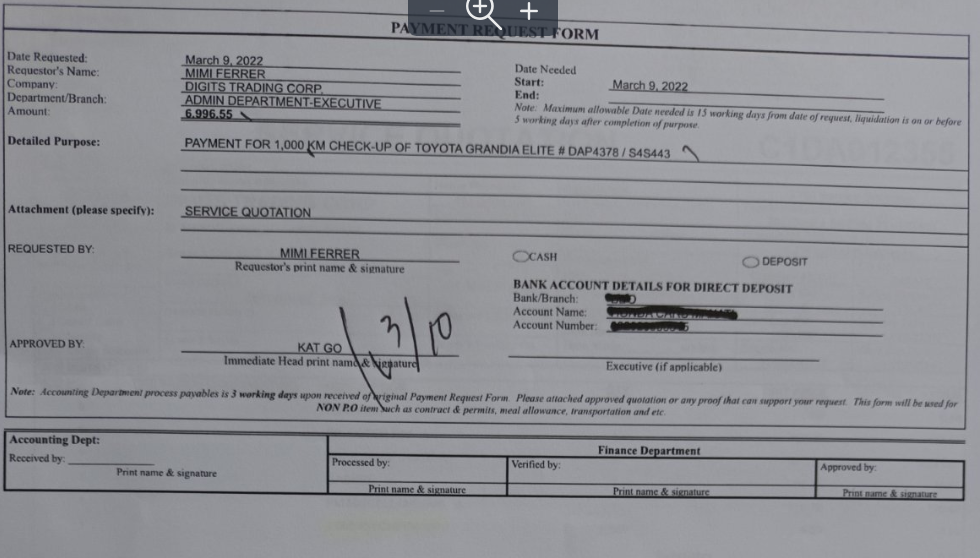 PAYMENT REQUEST FORM
Date Requested: March 9, 2022
Requestor's Name: MIMI FERRER
Company: DIGITS TRADING CORP.
Department/Branch: ADMIN DEPARTMENT-EXECUTIVE
Amount: 6,996.55
Date Needed
Start: March 9, 2022
End:
Note: Maximum allowable Date needed is 15 working days from date of request, liquidation is on or before
5 working days after completion of purpose.
Detailed Purpose: PAYMENT FOR 1,000 KM CHECK-UP OF TOYOTA GRANDIA ELITE # DAP4378 / S4S443
Attachment (please specify): SERVICE QUOTATION
REQUESTED BY: MIMI FERRER
Requestor's print name & signature
CASH
DEPOSIT
BANK ACCOUNT DETAILS FOR DIRECT DEPOSIT
Bank/Branch:
Account Name:
Account Number:
3/10
APPROVED BY: KAT GO
Immediate Head print name & signature
Executive (if applicable)
Note: Accounting Department process payables is 3 working days upon received of original Payment Request Form. Please attached approved quotation or any proof that can support your request. This form will be used for
NON P.O item such as contract & permits, meal allowance, transportation and etc.
Accounting Dept:
Received by:
Print name & signature
Finance Department
Processed by:
Verified by:
Approved by:
Print name & signature
Print name & signature
Print name & signature